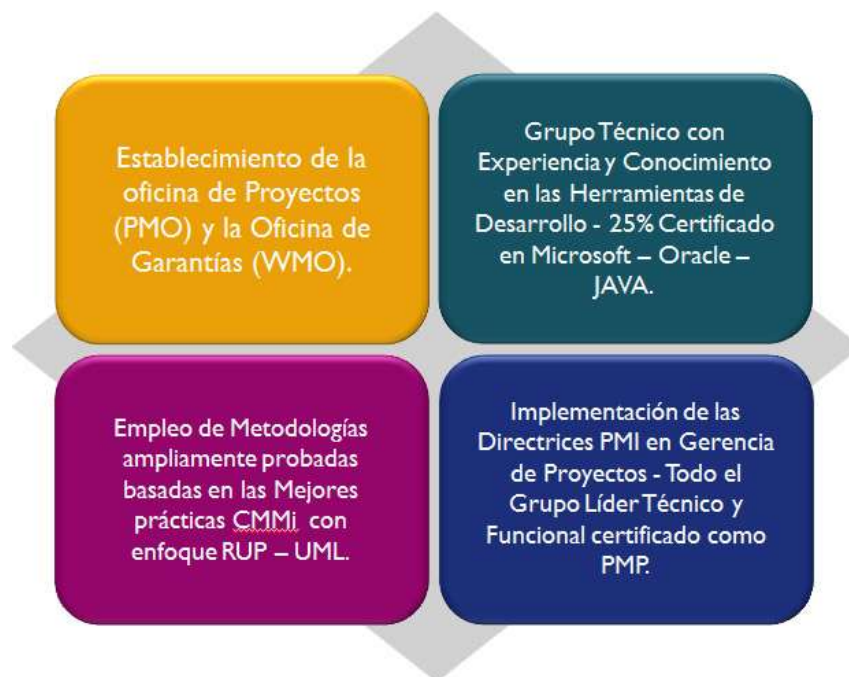 Establecimiento de la
oficina de Proyectos
(PMO) y la Oficina de
Garantías (WMO).
Grupo Técnico con
Experiencia y Conocimiento
en las Herramientas de
Desarrollo - 25% Certificado
en Microsoft – Oracle –
JAVA.
Empleo de Metodologías
ampliamente probadas
basadas en las Mejores
prácticas CMMi con
enfoque RUP – UML.
Implementación de las
Directrices PMI en Gerencia
de Proyectos - Todo el
Grupo Líder Técnico y
Funcional certificado como
PMP.